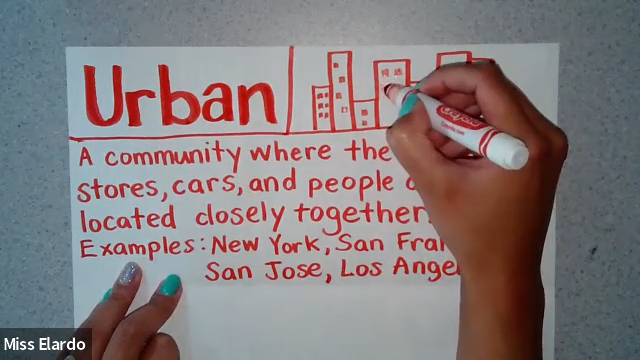 Urban
A community where the
stores, cars, and people
located closely together
Examples: New York, San Fran
San Jose, Los Angel
Crayola
Miss Elardo